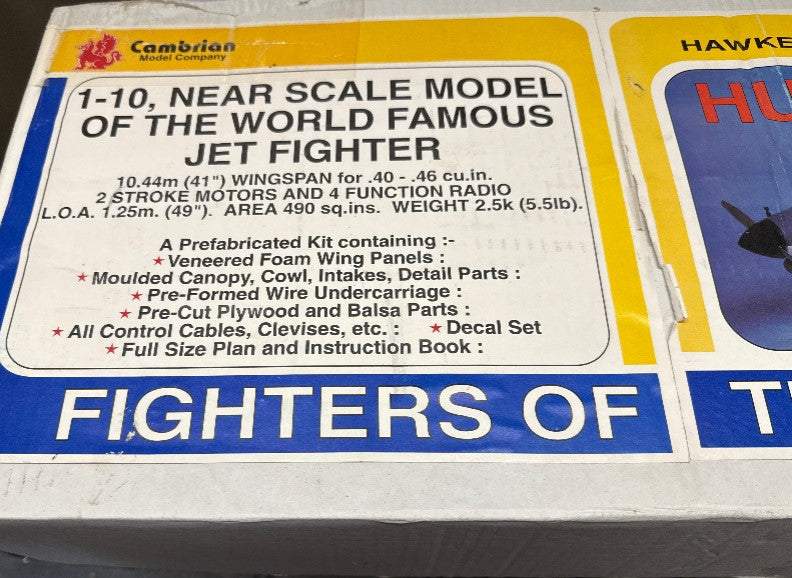 Cambrian
Model Company
1-10, NEAR SCALE MODEL
OF THE WORLD FAMOUS
JET FIGHTER
10.44m (41") WINGSPAN for .40 - .46 cu.in.
2 STROKE MOTORS AND 4 FUNCTION RADIO
L.O.A. 1.25m. (49"). AREA 490 sq.ins. WEIGHT 2.5k (5.5lb).
A Prefabricated Kit containing :-
★ Veneered Foam Wing Panels :
★ Moulded Canopy, Cowl, Intakes, Detail Parts :
★ Pre-Formed Wire Undercarriage :
★ Pre-Cut Plywood and Balsa Parts :
★ All Control Cables, Clevises, etc. : ★ Decal Set
★ Full Size Plan and Instruction Book :
FIGHTERS OF
HAWKE
HU